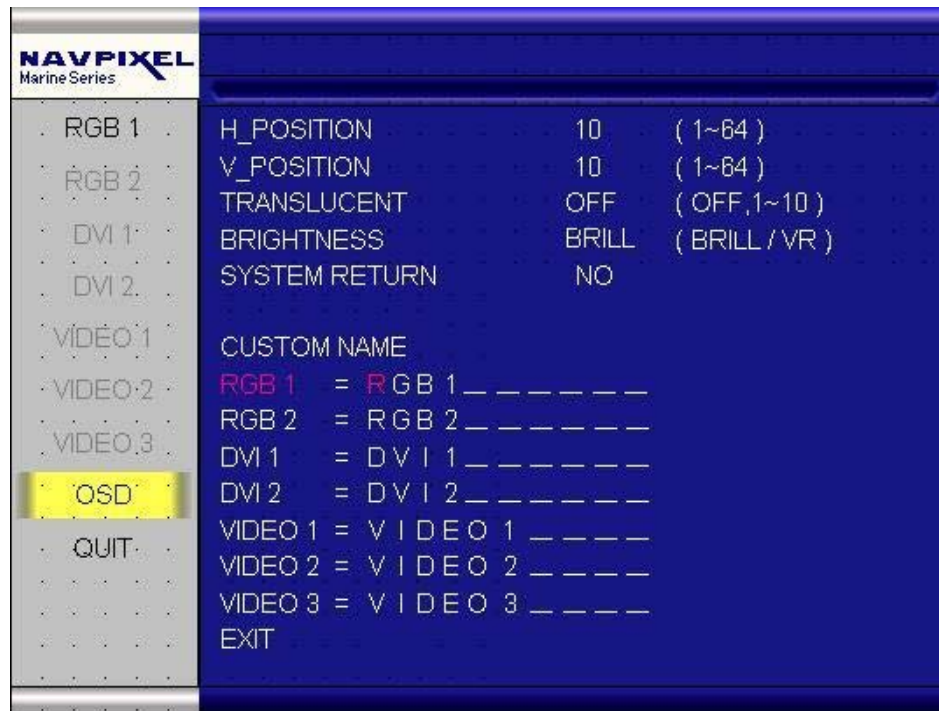 NAVPIXEL
Marine Series
RGB 1
RGB 2
DVI 1
DVI 2
VIDEO 1
VIDEO 2
VIDEO 3
OSD
QUIT
H_POSITION 10 ( 1~64 )
V_POSITION 10 ( 1~64 )
TRANSLUCENT OFF ( OFF,1~10 )
BRIGHTNESS BRILL ( BRILL / VR )
SYSTEM RETURN NO
CUSTOM NAME
RGB 1 = R G B 1 _ _ _ _ _ _
RGB 2 = R G B 2 _ _ _ _ _ _
DVI 1 = D V I 1 _ _ _ _ _ _
DVI 2 = D V I 2 _ _ _ _ _ _
VIDEO 1 = V I D E O 1 _ _ _ _
VIDEO 2 = V I D E O 2 _ _ _ _
VIDEO 3 = V I D E O 3 _ _ _ _
EXIT